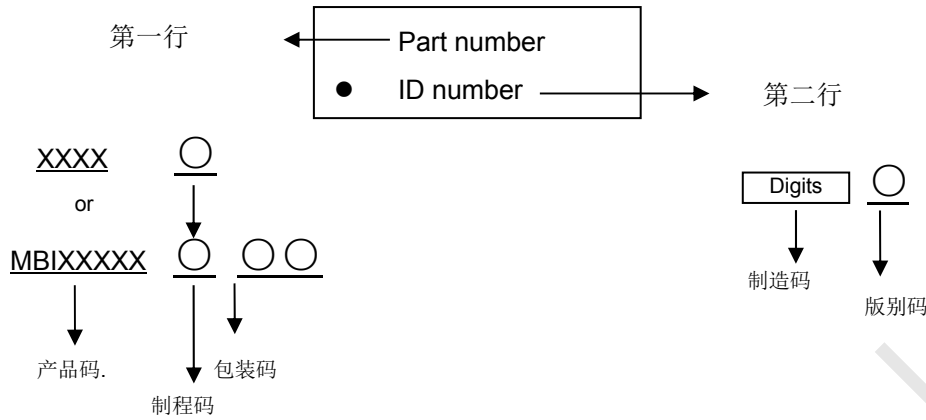 第一行
Part number
● ID number
第二行
XXXX ○
or
MBIXXXXX ○ ○○
Digits ○
产品码.
制程码
包装码
制造码
版别码